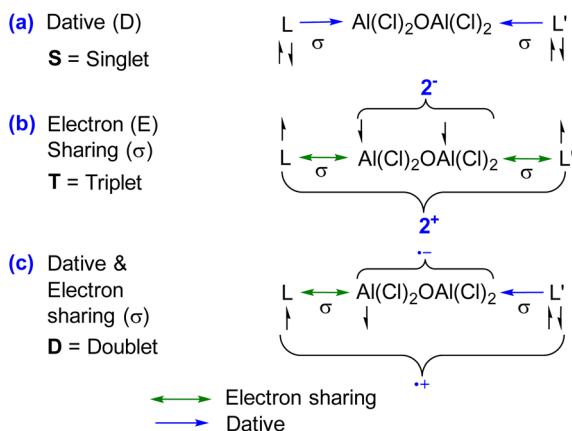 (a) Dative (D) L Al(Cl)₂OAl(Cl)₂ L'
σ σ
S = Singlet
2⁻
(b) Electron (E)
Sharing (σ) L Al(Cl)₂OAl(Cl)₂ L'
σ σ
T = Triplet
2⁺
(c) Dative & •−
Electron L Al(Cl)₂OAl(Cl)₂ L'
sharing (σ) σ σ
D = Doublet
•+
Electron sharing
Dative